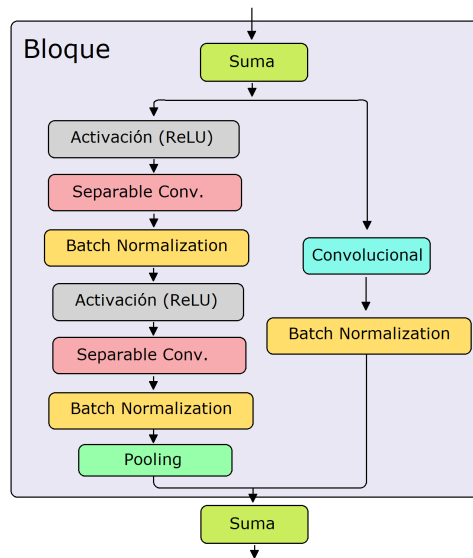 Bloque
Suma
Activación (ReLU)
Separable Conv.
Batch Normalization
Activación (ReLU)
Separable Conv.
Batch Normalization
Pooling
Convolucional
Batch Normalization
Suma